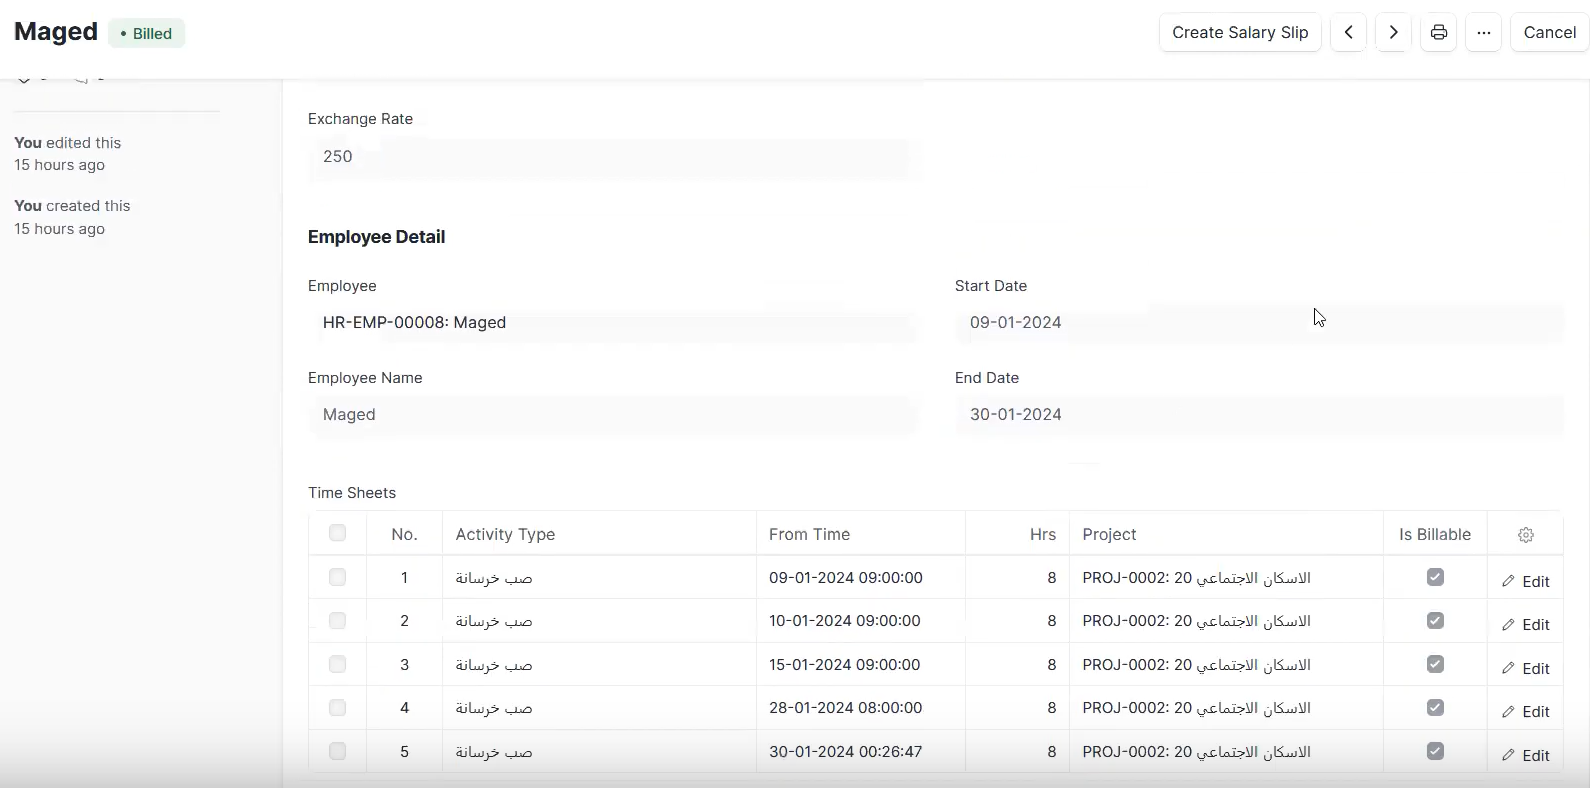 Maged • Billed Create Salary Slip ... Cancel
You edited this
15 hours ago
You created this
15 hours ago
Exchange Rate
250
Employee Detail
Employee
HR-EMP-00008: Maged
Start Date
09-01-2024
Employee Name
Maged
End Date
30-01-2024
Time Sheets
No. Activity Type From Time Hrs Project Is Billable
1 صب خرسانة 09-01-2024 09:00:00 8 PROJ-0002: 20 الاسكان الاجتماعي Edit
2 صب خرسانة 10-01-2024 09:00:00 8 PROJ-0002: 20 الاسكان الاجتماعي Edit
3 صب خرسانة 15-01-2024 09:00:00 8 PROJ-0002: 20 الاسكان الاجتماعي Edit
4 صب خرسانة 28-01-2024 08:00:00 8 PROJ-0002: 20 الاسكان الاجتماعي Edit
5 صب خرسانة 30-01-2024 00:26:47 8 PROJ-0002: 20 الاسكان الاجتماعي Edit